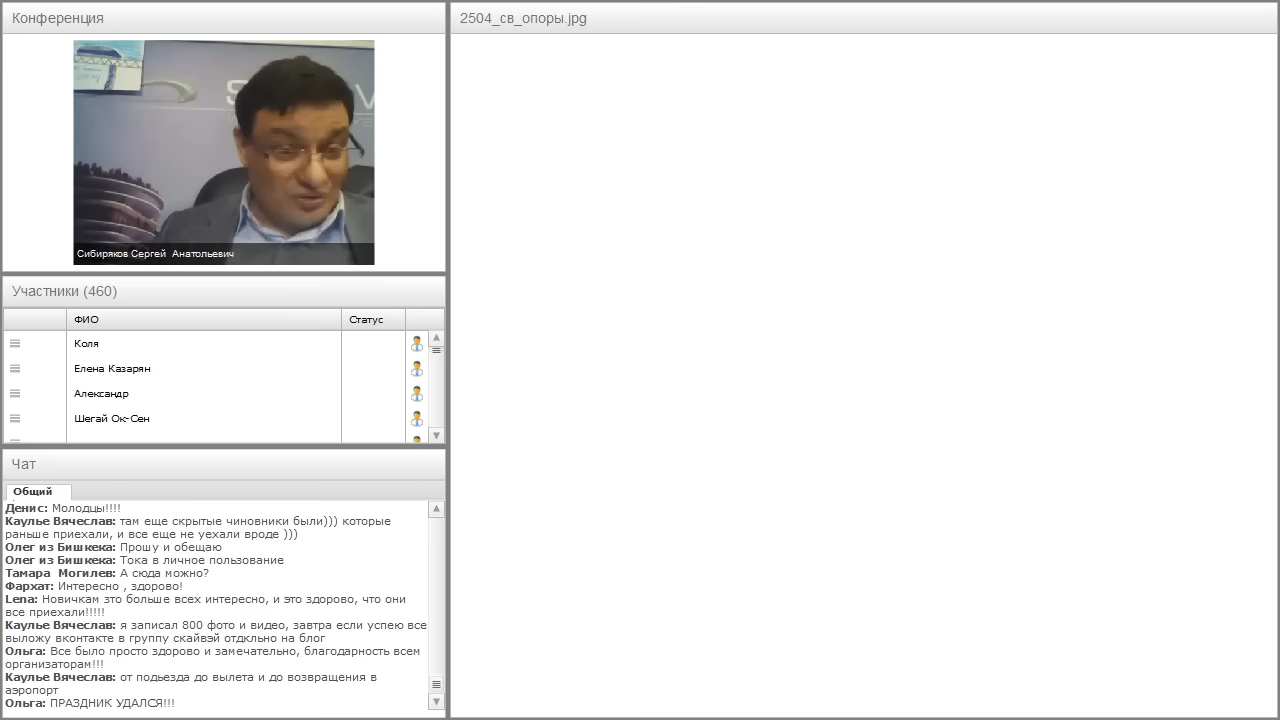 Конференция
2504_св_опоры.jpg
Сибиряков Сергей Анатольевич
Участники (460)
ФИО Статус
Коля
Елена Казарян
Александр
Шегай Ок-Сен
Чат
Общий
Денис: Молодцы!!!!
Каулье Вячеслав: там еще скрытые чиновники были))) которые
раньше приехали, и все еще не уехали вроде )))
Олег из Бишкека: Прошу и обещаю
Олег из Бишкека: Тока в личное пользование
Тамара Могилев: А сюда можно?
Фархат: Интересно , здорово!
Lena: Новичкам зто больше всех интересно, и это здорово, что они
все приехали!!!!!
Каулье Вячеслав: я записал 800 фото и видео, завтра если успею все
выложу вконтакте в группу скайвэй отдкльно на блог
Ольга: Все было просто здорово и замечательно, благодарность всем
организаторам!!!
Каулье Вячеслав: от подьезда до вылета и до возвращения в
аэропорт
Ольга: ПРАЗДНИК УДАЛСЯ!!!